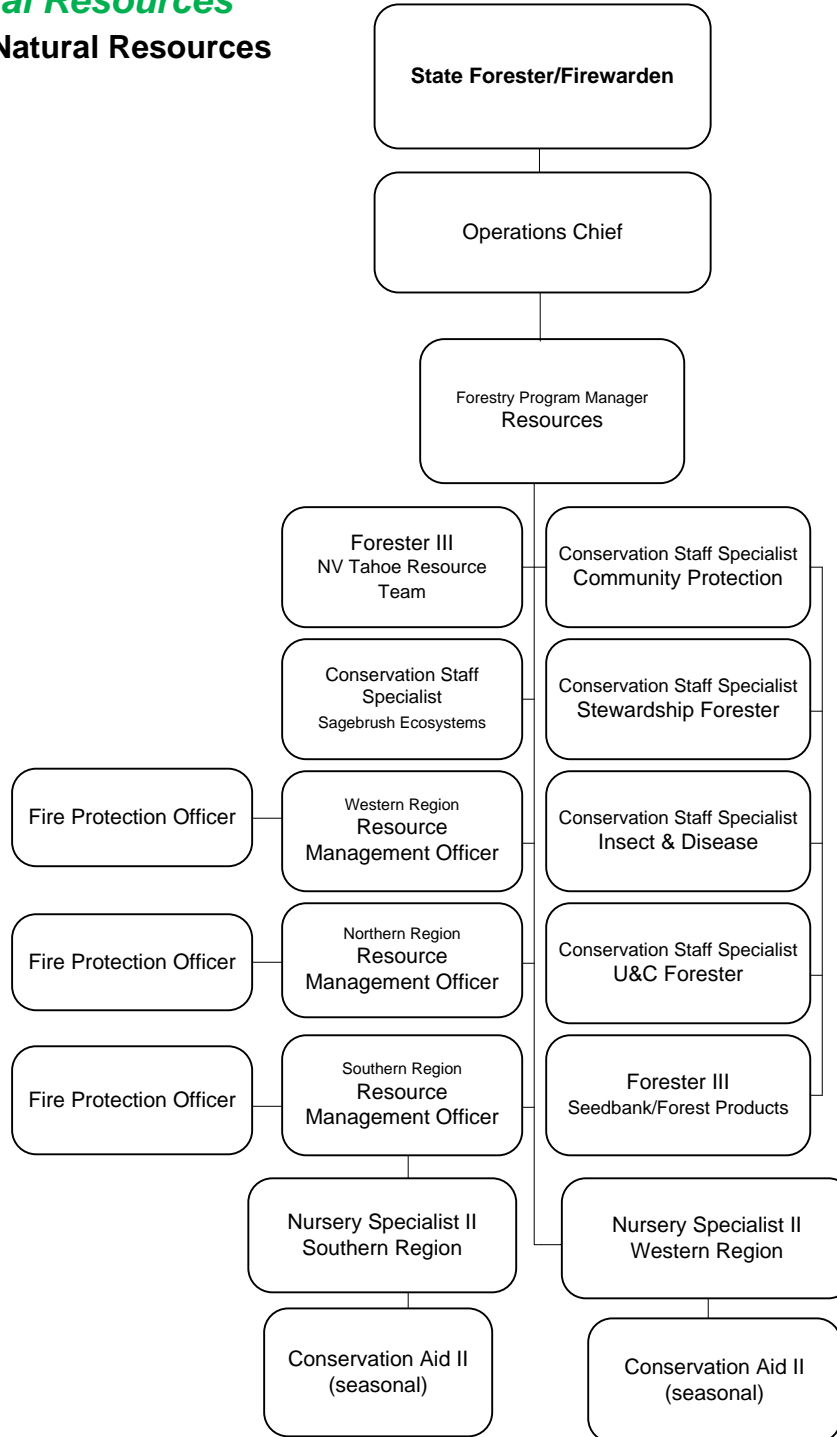 al Resources
Natural Resources
State Forester/Firewarden
Operations Chief
Forestry Program Manager
Resources
Forester III
NV Tahoe Resource
Team
Conservation Staff Specialist
Community Protection
Conservation Staff
Specialist
Sagebrush Ecosystems
Conservation Staff Specialist
Stewardship Forester
Fire Protection Officer
Western Region
Resource
Management Officer
Conservation Staff Specialist
Insect & Disease
Fire Protection Officer
Northern Region
Resource
Management Officer
Conservation Staff Specialist
U&C Forester
Fire Protection Officer
Southern Region
Resource
Management Officer
Forester III
Seedbank/Forest Products
Nursery Specialist II
Southern Region
Nursery Specialist II
Western Region
Conservation Aid II
(seasonal)
Conservation Aid II
(seasonal)